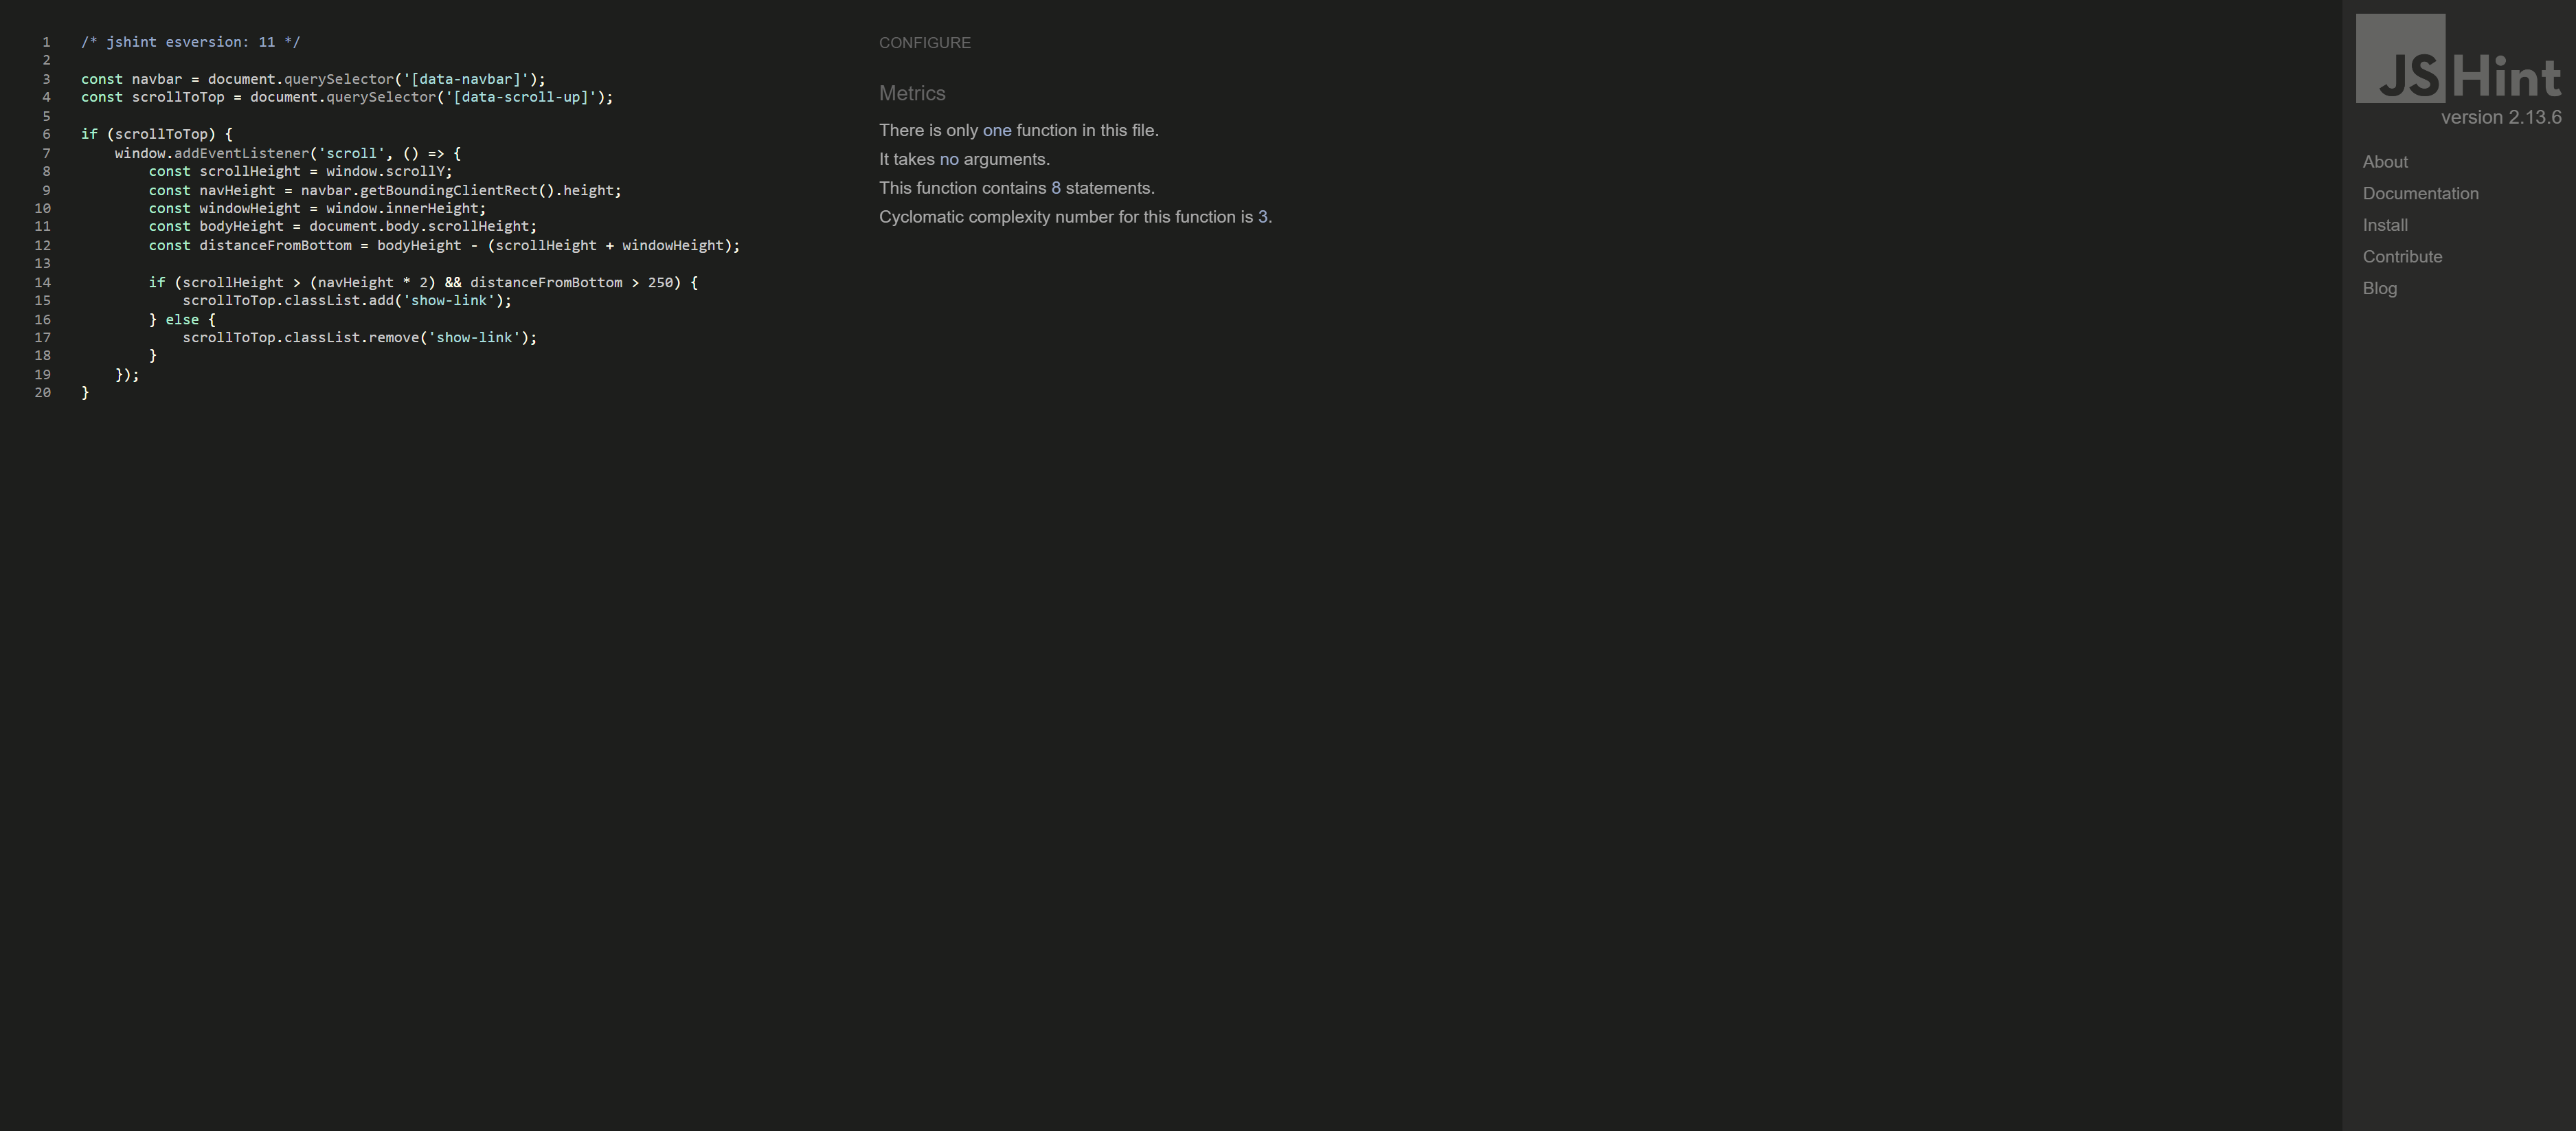 1 /* jshint esversion: 11 */
2
3 const navbar = document.querySelector('[data-navbar]');
4 const scrollToTop = document.querySelector('[data-scroll-up]');
5
6 if (scrollToTop) {
7     window.addEventListener('scroll', () => {
8         const scrollHeight = window.scrollY;
9         const navHeight = navbar.getBoundingClientRect().height;
10         const windowHeight = window.innerHeight;
11         const bodyHeight = document.body.scrollHeight;
12         const distanceFromBottom = bodyHeight - (scrollHeight + windowHeight);
13
14         if (scrollHeight > (navHeight * 2) && distanceFromBottom > 250) {
15             scrollToTop.classList.add('show-link');
16         } else {
17             scrollToTop.classList.remove('show-link');
18         }
19     });
20 }
CONFIGURE
Metrics
There is only one function in this file.
It takes no arguments.
This function contains 8 statements.
Cyclomatic complexity number for this function is 3.
JSHint
version 2.13.6
About
Documentation
Install
Contribute
Blog